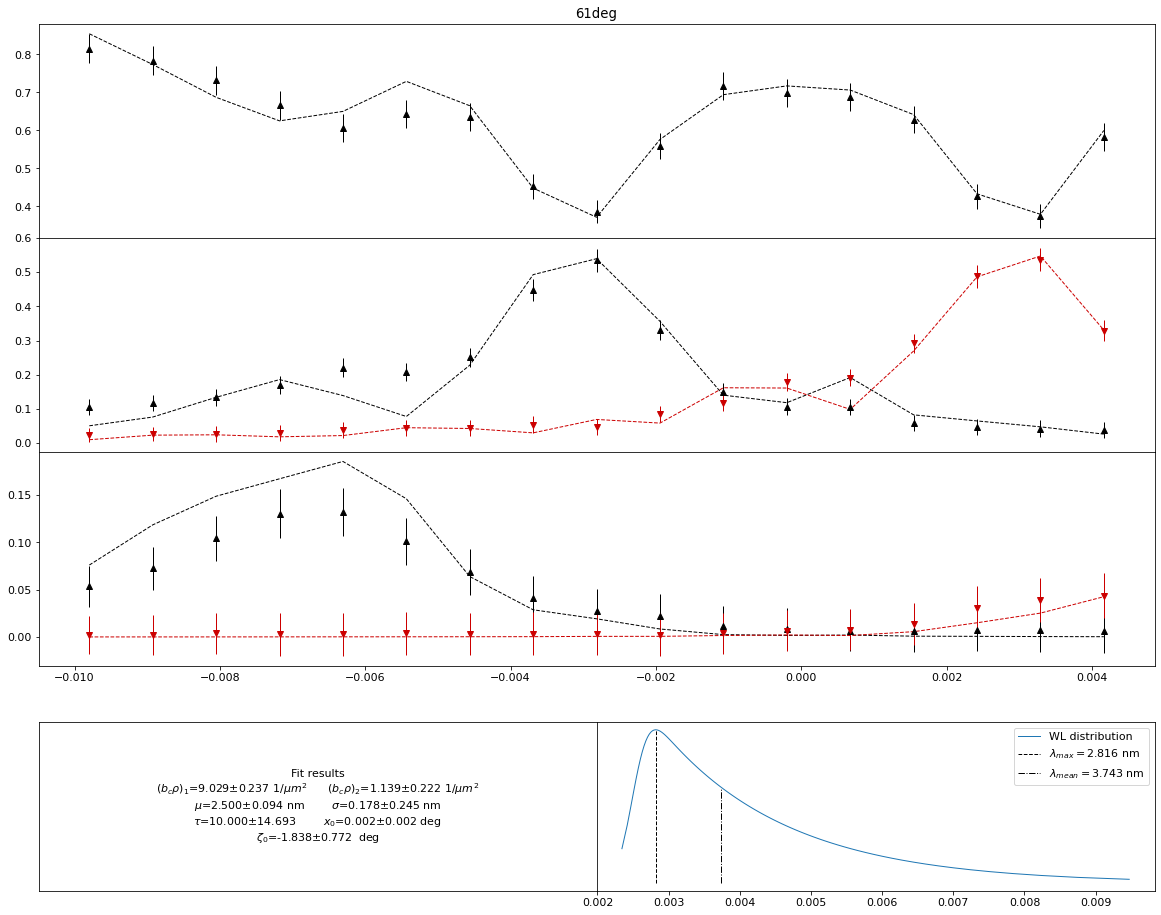 61deg
0.8
0.7
0.6
0.5
0.4
0.6
0.5
0.4
0.3
0.2
0.1
0.0
0.15
0.10
0.05
0.00
−0.010 −0.008 −0.006 −0.004 −0.002 0.000 0.002 0.004
Fit results
(b_cρ)_1=9.029±0.237 1/μm^2 (b_cρ)_2=1.139±0.222 1/μm^2
μ=2.500±0.094 nm σ=0.178±0.245 nm
τ=10.000±14.693 x_0=0.002±0.002 deg
ζ_0=-1.838±0.772 deg
WL distribution
λ_max = 2.816 nm
λ_mean = 3.743 nm
0.002 0.003 0.004 0.005 0.006 0.007 0.008 0.009